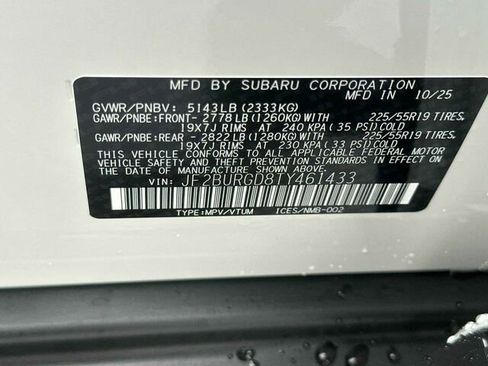 MFD BY SUBARU CORPORATION
MFD IN 10/25
GVWR/PNBV: 5143LB (2333KG)
GAWR/PNBE:FRONT- 2778 LB (1260KG) WITH 225/55R19 TIRES,
19X7J RIMS AT 240 KPA (35 PSI)COLD
GAWR/PNBE:REAR - 2822 LB (1280KG) WITH 225/55R19 TIRES,
19X7J RIMS AT 230 KPA (33 PSI)COLD
THIS VEHICLE CONFORMS TO ALL APPLICABLE FEDERAL MOTOR
VEHICLE SAFETY, BUMPER, AND THEFT PREVENTION STANDARDS IN EFFECT ON
THE DATE OF MANUFACTURE SHOWN ABOVE.
VIN: JF2BURGD8TY461433
TYPE:MPV/VTUM ICES/NMB-002